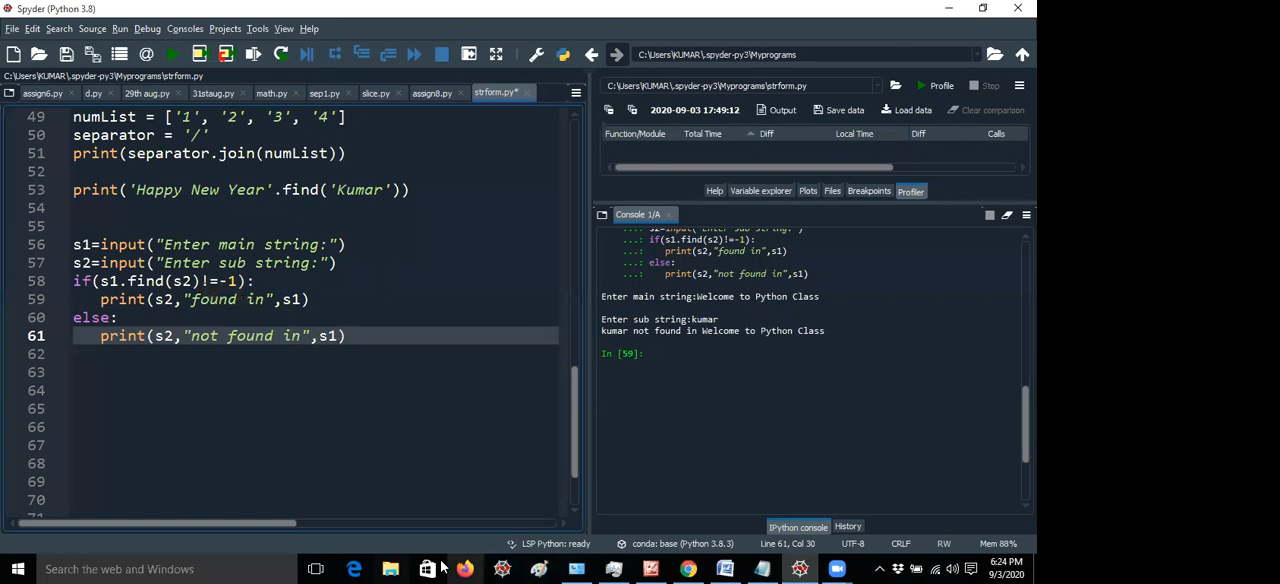 Spyder (Python 3.8)
File Edit Search Source Run Debug Consoles Projects Tools View Help
C:\Users\KUMAR\.spyder-py3\Myprograms
C:\Users\KUMAR\.spyder-py3\Myprograms\strform.py
assign6.py d.py 29th aug.py 31staug.py math.py sep1.py slice.py assign8.py strform.py*
49 numList = ['1', '2', '3', '4']
50 separator = '/'
51 print(separator.join(numList))
52
53 print('Happy New Year'.find('Kumar'))
54
55
56 s1=input("Enter main string:")
57 s2=input("Enter sub string:")
58 if(s1.find(s2)!=-1):
59 print(s2,"found in",s1)
60 else:
61 print(s2,"not found in",s1)
62
63
64
65
66
67
68
69
70
C:\Users\KUMAR\.spyder-py3\Myprograms\strform.py Profile Stop
2020-09-03 17:49:12 Output Save data Load data Clear comparison
Function/Module Total Time Diff Local Time Diff Calls
Help Variable explorer Plots Files Breakpoints Profiler
Console 1/A
...: s2=input("Enter sub string:")
...: if(s1.find(s2)!=-1):
...: print(s2,"found in",s1)
...: else:
...: print(s2,"not found in",s1)
Enter main string:Welcome to Python Class
Enter sub string:kumar
kumar not found in Welcome to Python Class
In [59]:
IPython console History
LSP Python: ready conda: base (Python 3.8.3) Line 61, Col 30 UTF-8 CRLF RW Mem 88%
Search the web and Windows
6:24 PM
9/3/2020